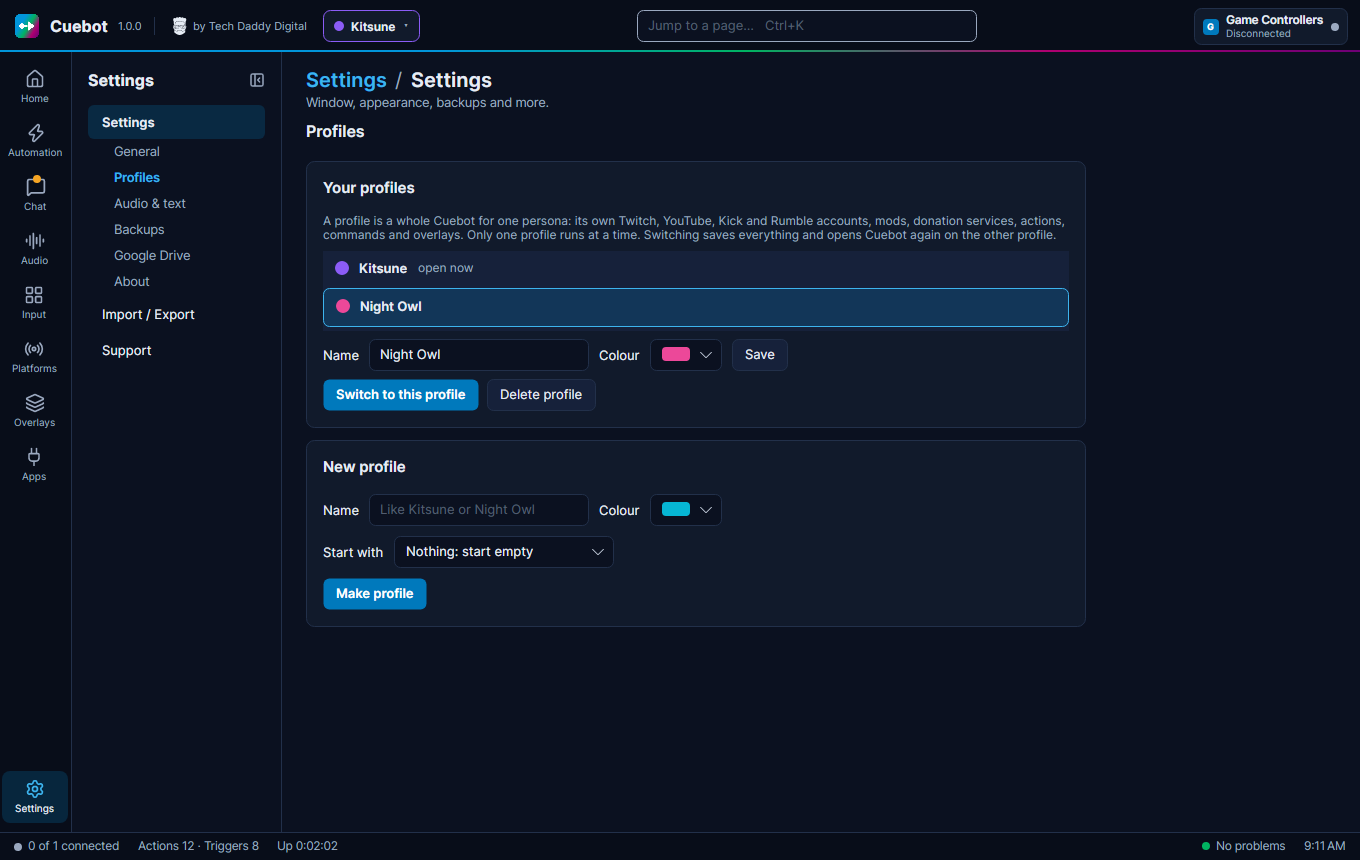 Cuebot 1.0.0 by Tech Daddy Digital Kitsune Jump to a page... Ctrl+K G Game Controllers
Disconnected
Home
Automation
Chat
Audio
Input
Platforms
Overlays
Apps
Settings
Settings
Settings
General
Profiles
Audio & text
Backups
Google Drive
About
Import / Export
Support
Settings / Settings
Window, appearance, backups and more.
Profiles
Your profiles
A profile is a whole Cuebot for one persona: its own Twitch, YouTube, Kick and Rumble accounts, mods, donation services, actions,
commands and overlays. Only one profile runs at a time. Switching saves everything and opens Cuebot again on the other profile.
Kitsune open now
Night Owl
Name Night Owl Colour Save
Switch to this profile Delete profile
New profile
Name Like Kitsune or Night Owl Colour
Start with Nothing: start empty
Make profile
0 of 1 connected Actions 12 · Triggers 8 Up 0:02:02 No problems 9:11 AM